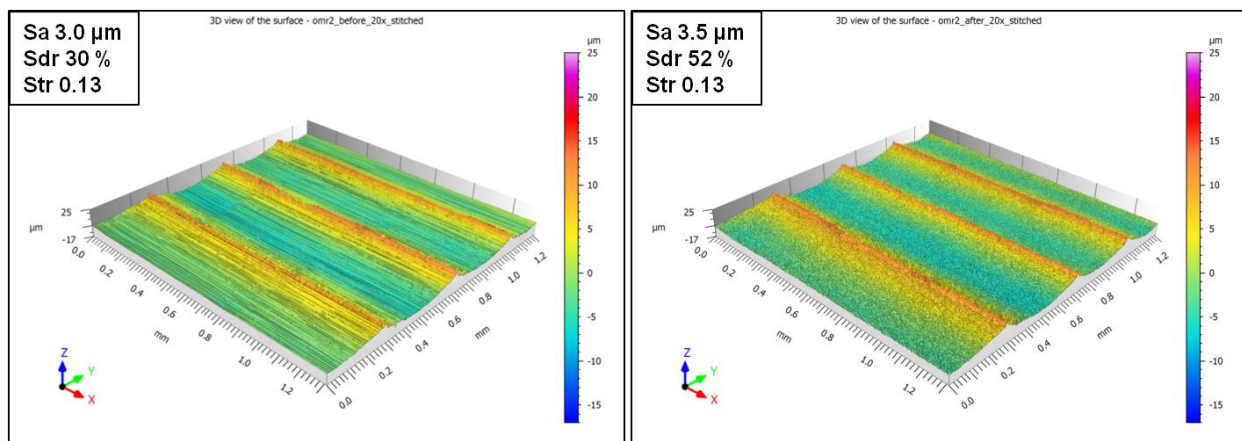 3D view of the surface - omr2_before_20x_stitched
Sa 3.0 µm
Sdr 30 %
Str 0.13
µm
25
20
15
10
5
0
-5
-10
-15
25
µm
-17
0.0
0.2
0.4
0.6
0.8
1.0
1.2
mm
0.0
0.2
0.4
0.6
0.8
1.0
1.2
mm
Z
Y
X
3D view of the surface - omr2_after_20x_stitched
Sa 3.5 µm
Sdr 52 %
Str 0.13
µm
25
20
15
10
5
0
-5
-10
-15
25
µm
-17
0.0
0.2
0.4
0.6
0.8
1.0
1.2
mm
0.0
0.2
0.4
0.6
0.8
1.0
1.2
mm
Z
Y
X